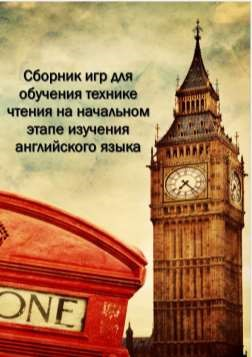 Сборник игр для
обучения технике
чтения на начальном
этапе изучения
английского языка
ONE